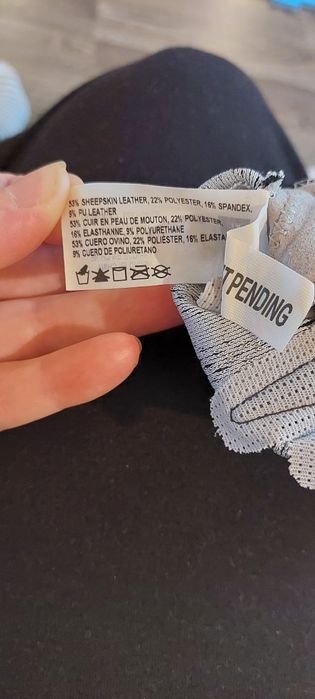 53% SHEEPSKIN LEATHER, 22% POLYESTER, 16% SPANDEX,
9% PU LEATHER
53% CUIR EN PEAU DE MOUTON, 22% POLYESTER
16% ELASTHANNE, 9% POLYURETHANE
53% CUERO OVINO, 22% POLIÉSTER, 16% ELASTA
9% CUERO DE POLIURETANO
T PENDING